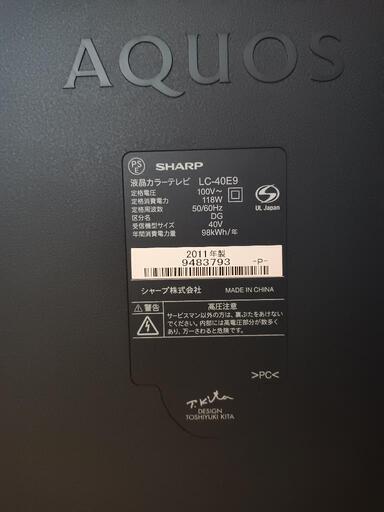 AQUOS
PS E SHARP
液晶カラーテレビ LC-40E9
定格電圧 100V～
定格消費電力 118W
定格周波数 50/60Hz
区分名 DG
受信機型サイズ 40V
年間消費電力量 98kWh/年
UL Japan
2011年製
9483793 -P-
シャープ株式会社 MADE IN CHINA
高圧注意
警告
サービスマン以外の方は、裏ぶたをあけない
でください。内部には高電圧部分が数多く
あり、万一さわると危険です。
>PC<
T.Kita
DESIGN
TOSHIYUKI KITA